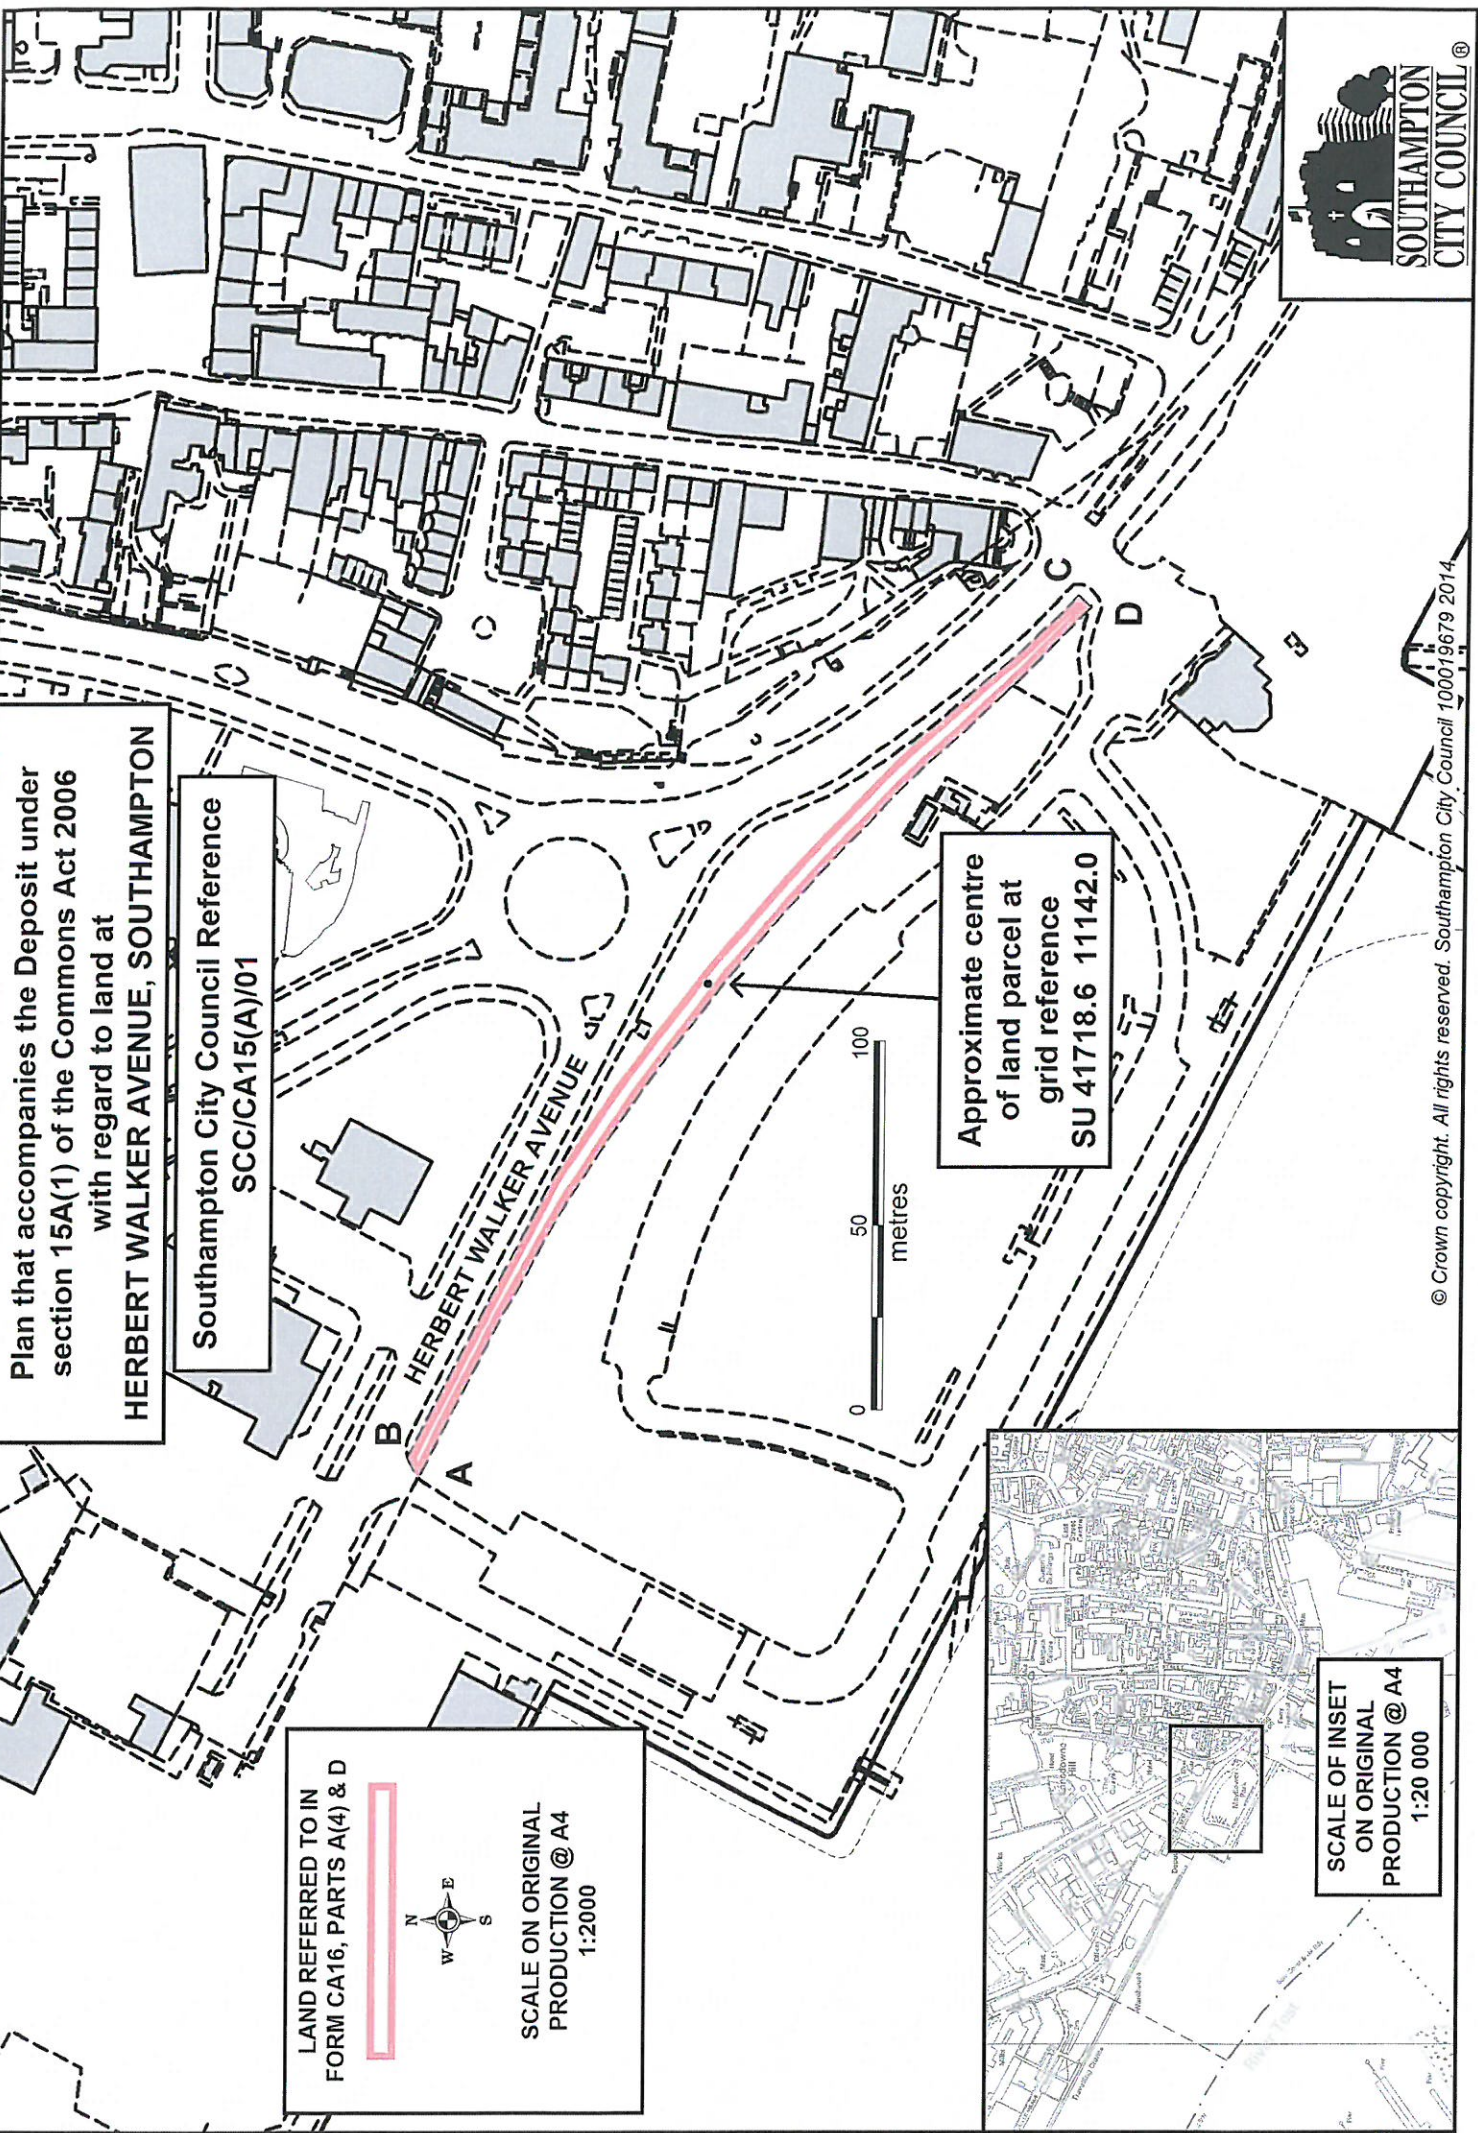 Plan that accompanies the Deposit under
section 15A(1) of the Commons Act 2006
with regard to land at
HERBERT WALKER AVENUE, SOUTHAMPTON
Southampton City Council Reference
SCC/CA15(A)/01
LAND REFERRED TO IN
FORM CA16, PARTS A(4) & D
N
W
E
S
SCALE ON ORIGINAL
PRODUCTION @ A4
1:2000
B
A
HERBERT WALKER AVENUE
C
D
0
50
100
metres
Approximate centre
of land parcel at
grid reference
SU 41718.6 11142.0
River Test
Mayflower
Park
SCALE OF INSET
ON ORIGINAL
PRODUCTION @ A4
1:20 000
© Crown copyright. All rights reserved. Southampton City Council 100019679 2014.
SOUTHAMPTON
CITY COUNCIL ®